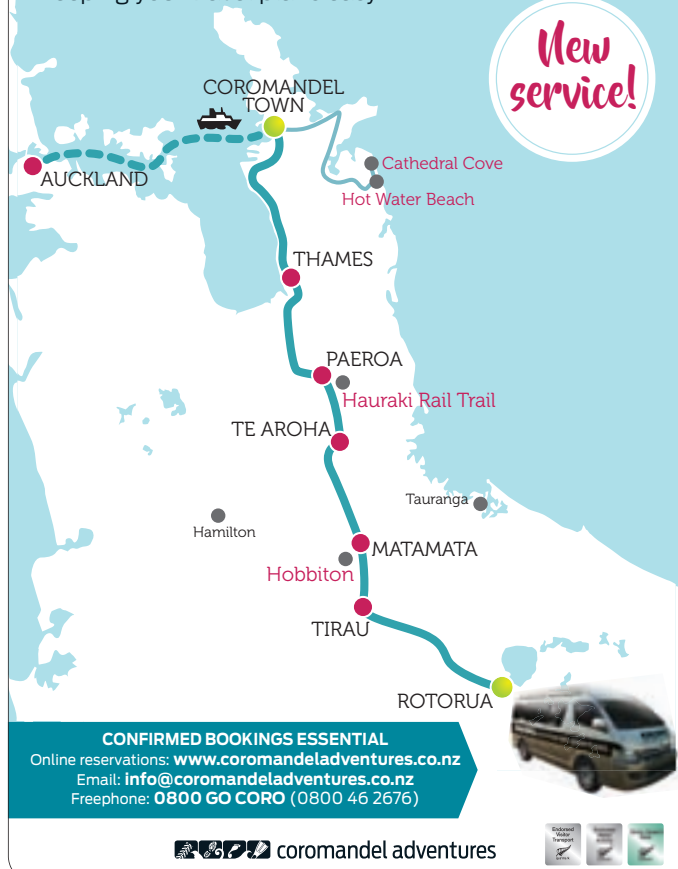 New
service!
COROMANDEL
TOWN
AUCKLAND
Cathedral Cove
Hot Water Beach
THAMES
PAEROA
Hauraki Rail Trail
TE AROHA
Tauranga
Hamilton
MATAMATA
Hobbiton
TIRAU
ROTORUA
CONFIRMED BOOKINGS ESSENTIAL
Online reservations: www.coromandeladventures.co.nz
Email: info@coromandeladventures.co.nz
Freephone: 0800 GO CORO (0800 46 2676)
coromandel adventures
Endorsed
Visitor
Transport